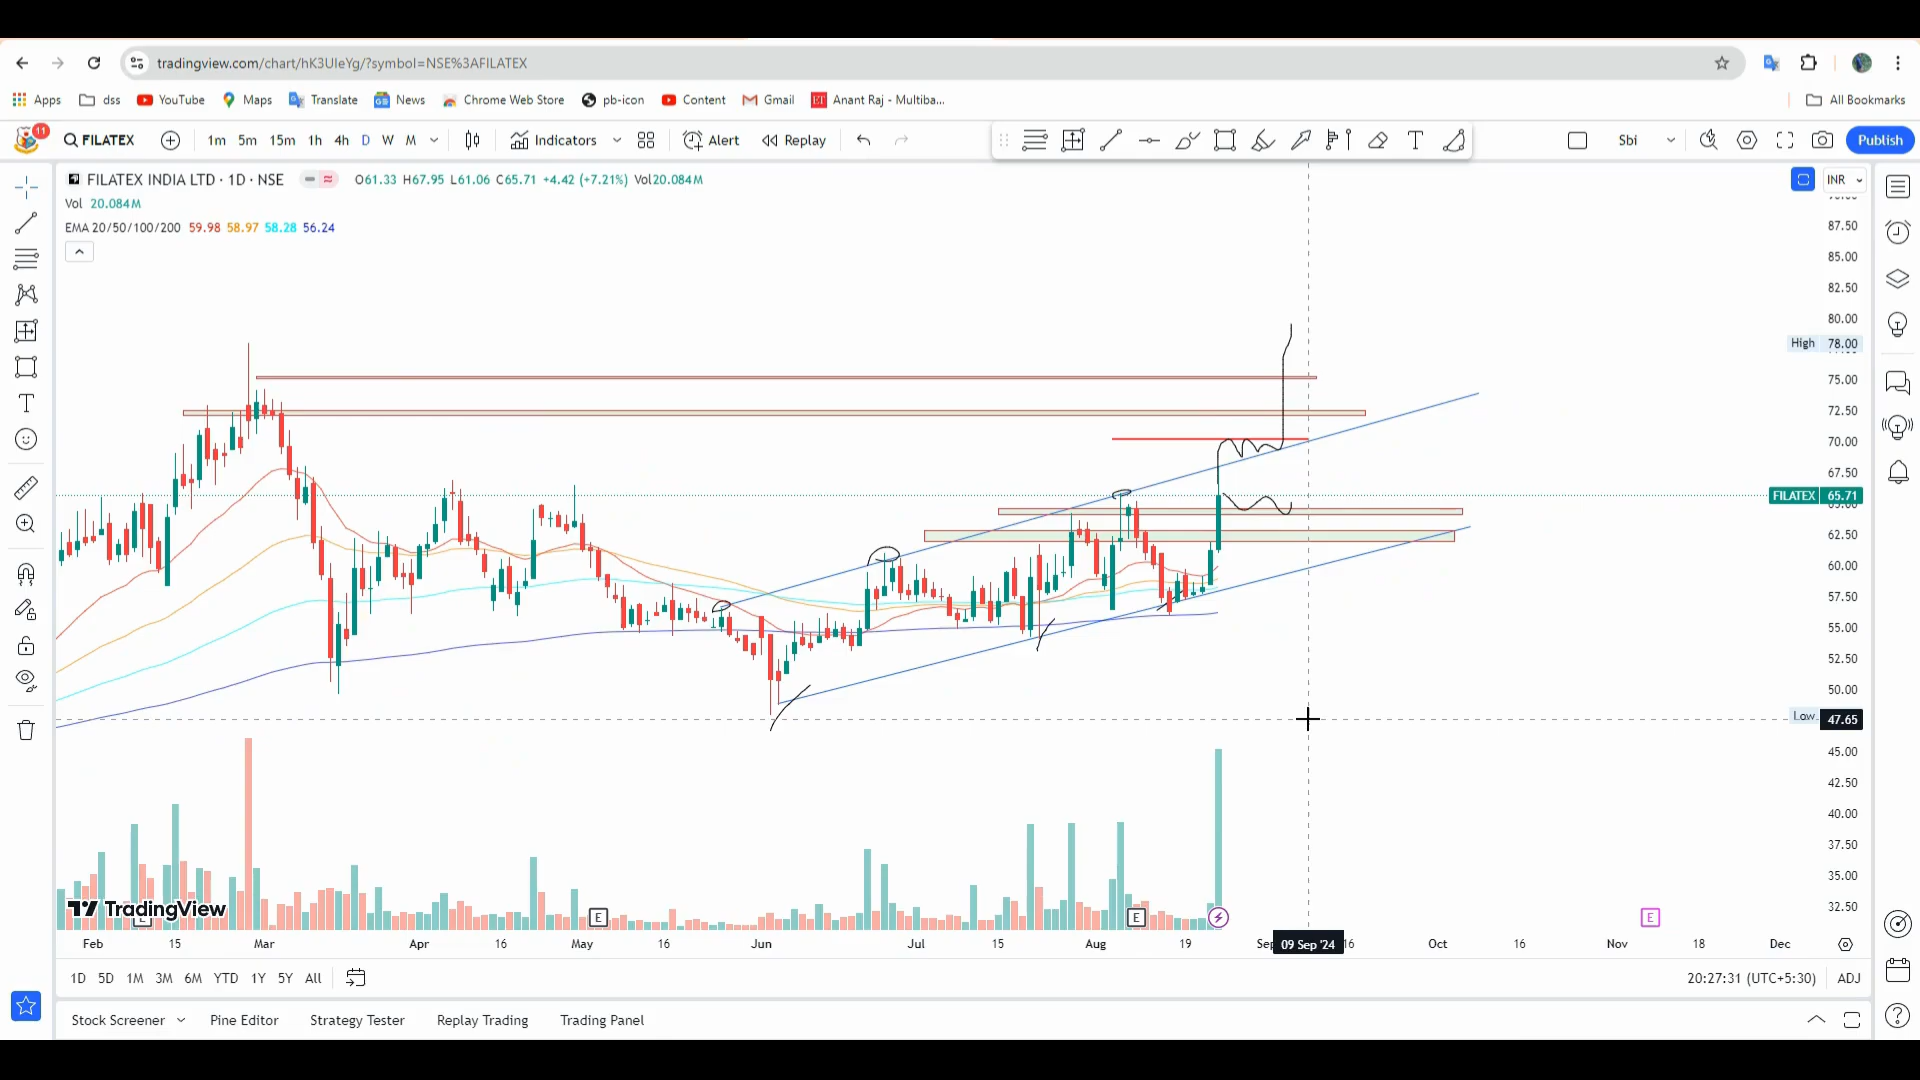 tradingview.com/chart/hK3UIeYg/?symbol=NSE%3AFILATEX
Apps dss YouTube Maps Translate News Chrome Web Store pb-icon Content Gmail Anant Raj - Multiba... All Bookmarks
11 FILATEX 1m 5m 15m 1h 4h D W M Indicators Alert Replay T Sbi Publish
FILATEX INDIA LTD · 1D · NSE O61.33 H67.95 L61.06 C65.71 +4.42 (+7.21%) Vol20.084M INR
Vol 20.084M
EMA 20/50/100/200 59.98 58.97 58.28 56.24
87.50
85.00
82.50
80.00
High 78.00
75.00
72.50
70.00
67.50
FILATEX 65.71
62.50
60.00
57.50
55.00
52.50
50.00
Low 47.65
45.00
42.50
40.00
37.50
35.00
32.50
TradingView
E E E
Feb 15 Mar Apr 16 May 16 Jun Jul 15 Aug 19 Sep 09 Sep '24 16 Oct 16 Nov 18 Dec
1D 5D 1M 3M 6M YTD 1Y 5Y All 20:27:31 (UTC+5:30) ADJ
Stock Screener Pine Editor Strategy Tester Replay Trading Trading Panel